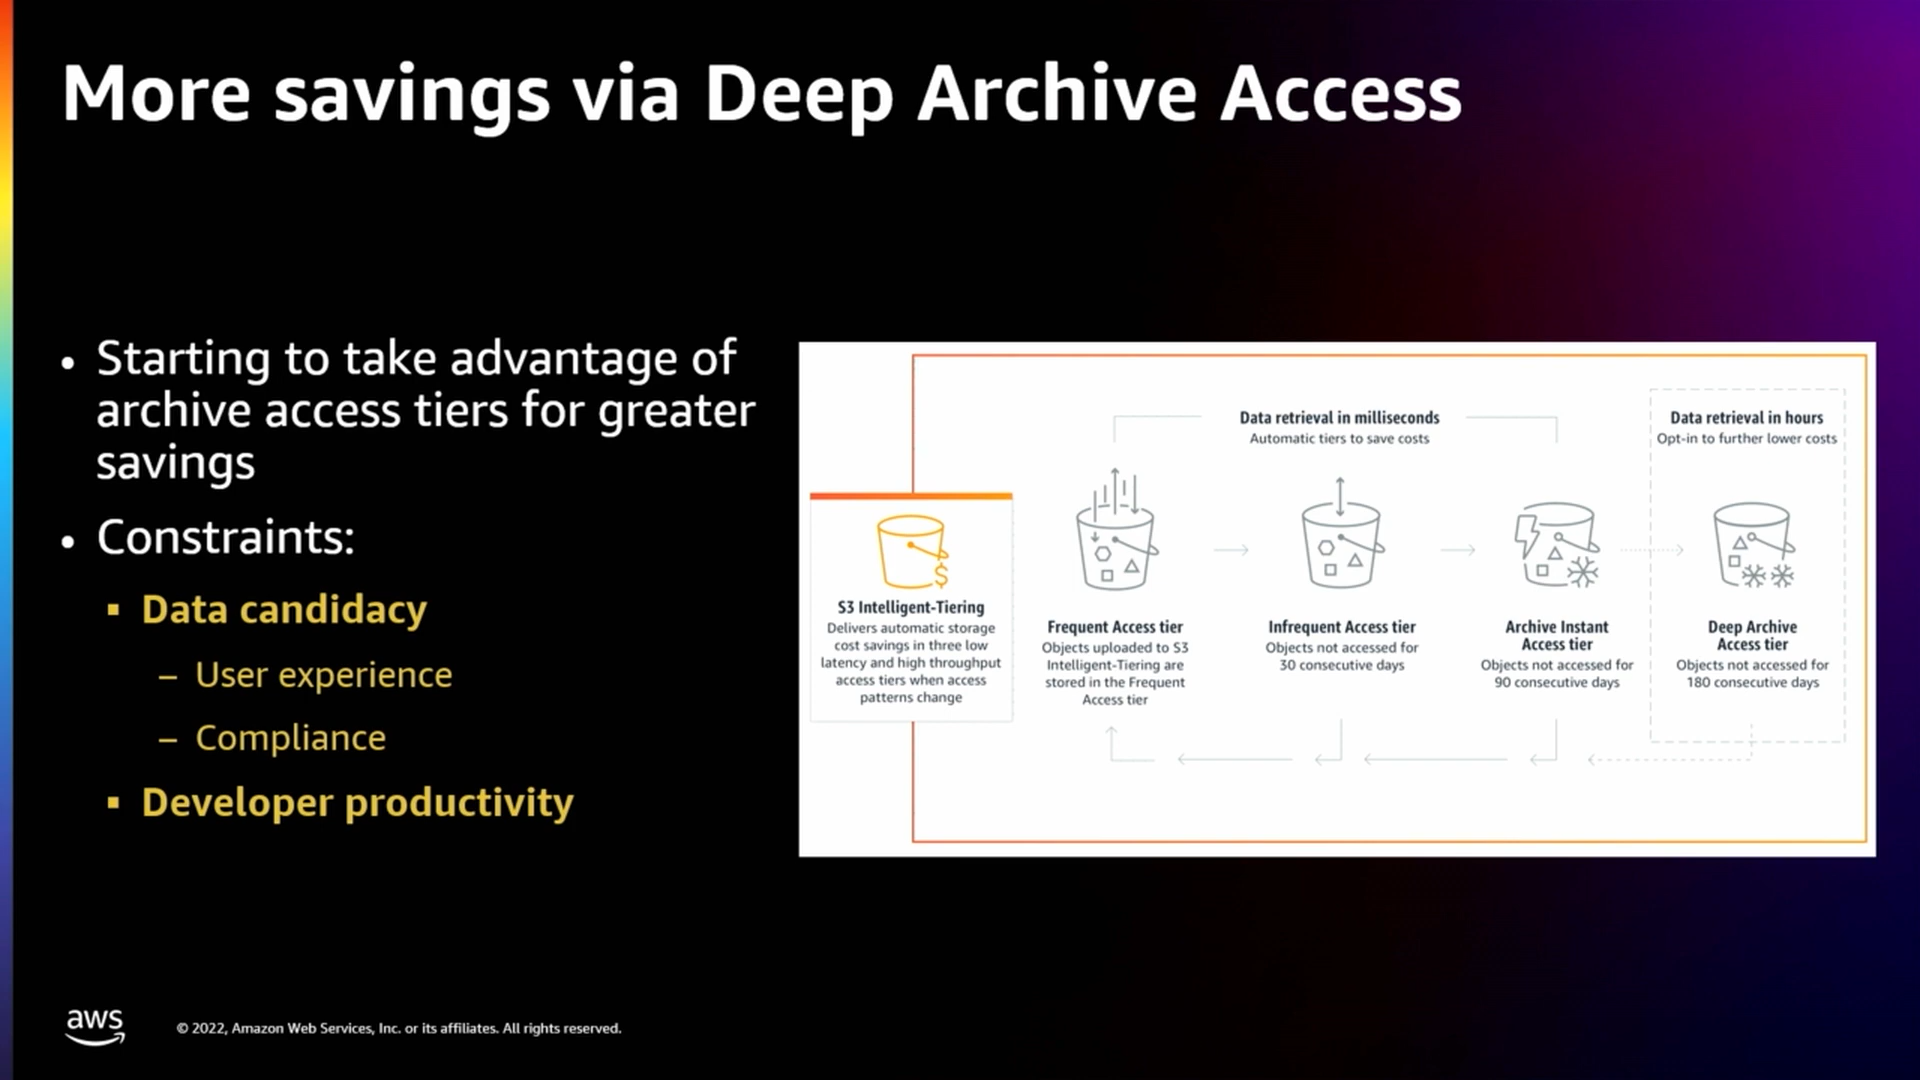 More savings via Deep Archive Access
• Starting to take advantage of
archive access tiers for greater
savings
• Constraints:
▪ Data candidacy
– User experience
– Compliance
▪ Developer productivity
Data retrieval in milliseconds
Automatic tiers to save costs
Data retrieval in hours
Opt-in to further lower costs
$
S3 Intelligent-Tiering
Delivers automatic storage
cost savings in three low
latency and high throughput
access tiers when access
patterns change
Frequent Access tier
Objects uploaded to S3
Intelligent-Tiering are
stored in the Frequent
Access tier
Infrequent Access tier
Objects not accessed for
30 consecutive days
Archive Instant
Access tier
Objects not accessed for
90 consecutive days
Deep Archive
Access tier
Objects not accessed for
180 consecutive days
aws
© 2022, Amazon Web Services, Inc. or its affiliates. All rights reserved.